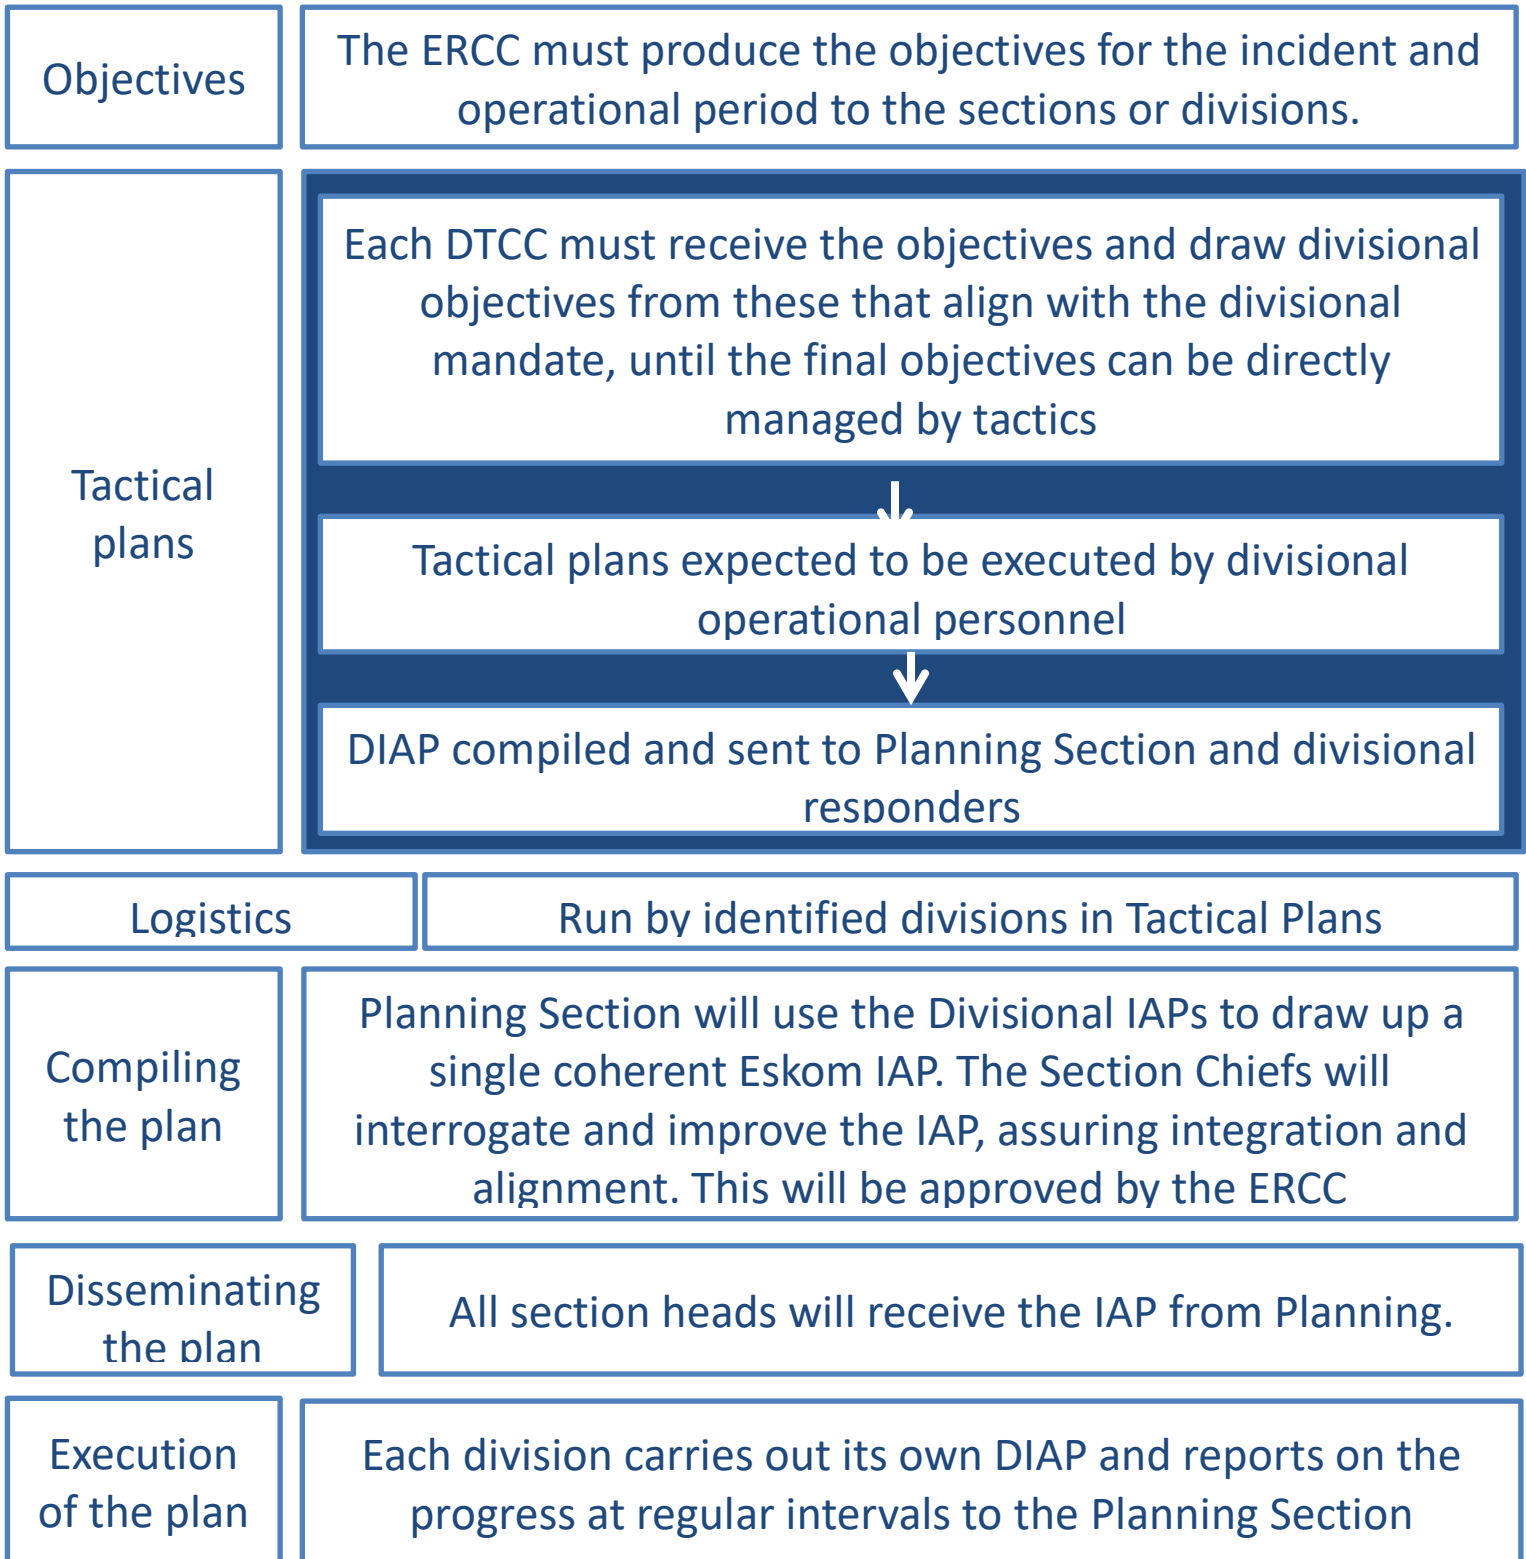 Objectives
The ERCC must produce the objectives for the incident and
operational period to the sections or divisions.
Tactical
plans
Each DTCC must receive the objectives and draw divisional
objectives from these that align with the divisional
mandate, until the final objectives can be directly
managed by tactics
Tactical plans expected to be executed by divisional
operational personnel
DIAP compiled and sent to Planning Section and divisional
responders
Logistics
Run by identified divisions in Tactical Plans
Compiling
the plan
Planning Section will use the Divisional IAPs to draw up a
single coherent Eskom IAP. The Section Chiefs will
interrogate and improve the IAP, assuring integration and
alignment. This will be approved by the ERCC
Disseminating
the plan
All section heads will receive the IAP from Planning.
Execution
of the plan
Each division carries out its own DIAP and reports on the
progress at regular intervals to the Planning Section